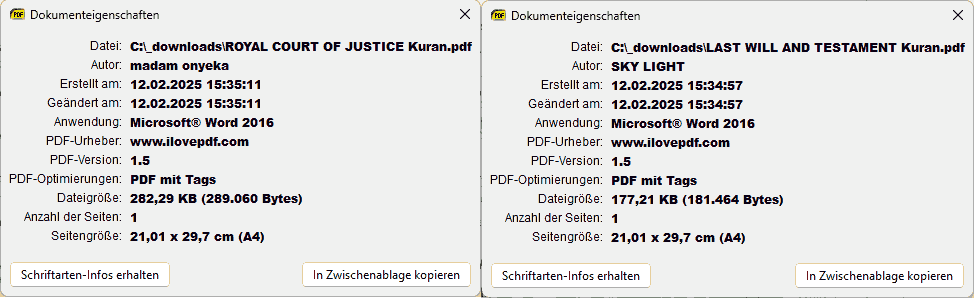 Dokumenteigenschaften
Datei: C:\_downloads\ROYAL COURT OF JUSTICE Kuran.pdf
Autor: madam onyeka
Erstellt am: 12.02.2025 15:35:11
Geändert am: 12.02.2025 15:35:11
Anwendung: Microsoft® Word 2016
PDF-Urheber: www.ilovepdf.com
PDF-Version: 1.5
PDF-Optimierungen: PDF mit Tags
Dateigröße: 282,29 KB (289.060 Bytes)
Anzahl der Seiten: 1
Seitengröße: 21,01 x 29,7 cm (A4)
Schriftarten-Infos erhalten
In Zwischenablage kopieren
Dokumenteigenschaften
Datei: C:\_downloads\LAST WILL AND TESTAMENT Kuran.pdf
Autor: SKY LIGHT
Erstellt am: 12.02.2025 15:34:57
Geändert am: 12.02.2025 15:34:57
Anwendung: Microsoft® Word 2016
PDF-Urheber: www.ilovepdf.com
PDF-Version: 1.5
PDF-Optimierungen: PDF mit Tags
Dateigröße: 177,21 KB (181.464 Bytes)
Anzahl der Seiten: 1
Seitengröße: 21,01 x 29,7 cm (A4)
Schriftarten-Infos erhalten
In Zwischenablage kopieren